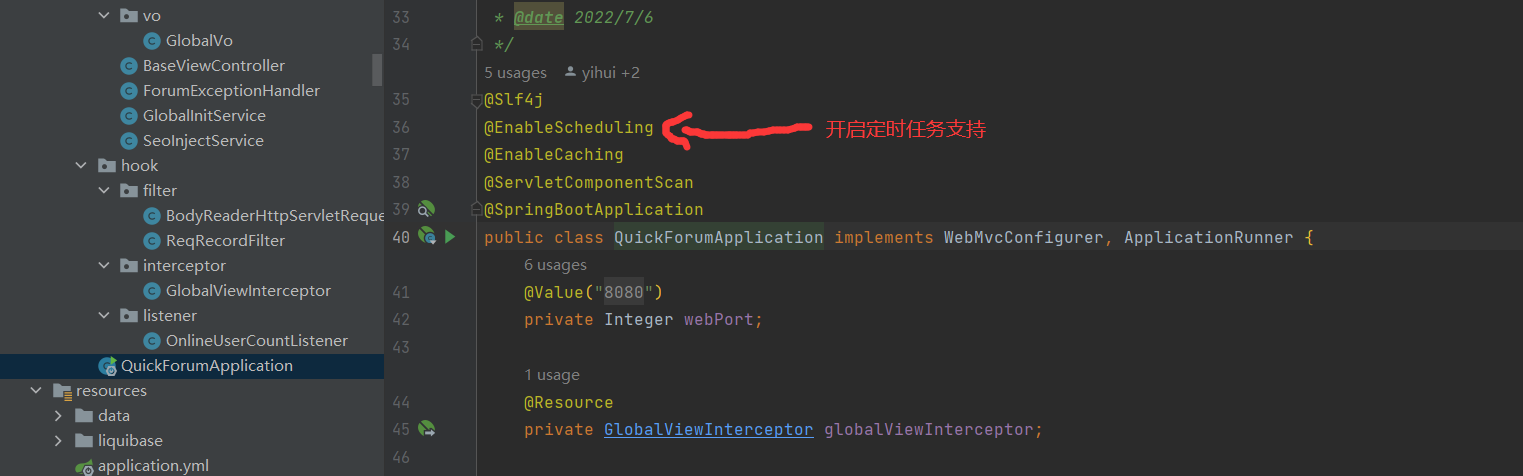 vo
GlobalVo
BaseViewController
ForumExceptionHandler
GlobalInitService
SeoInjectService
hook
filter
BodyReaderHttpServletReque
ReqRecordFilter
interceptor
GlobalViewInterceptor
listener
OnlineUserCountListener
QuickForumApplication
resources
data
liquibase
application.yml
33 * @date 2022/7/6
34 */
5 usages yihui +2
35 @Slf4j
36 @EnableScheduling 开启定时任务支持
37 @EnableCaching
38 @ServletComponentScan
39 @SpringBootApplication
40 public class QuickForumApplication implements WebMvcConfigurer, ApplicationRunner {
6 usages
41 @Value("8080")
42 private Integer webPort;
43
1 usage
44 @Resource
45 private GlobalViewInterceptor globalViewInterceptor;
46